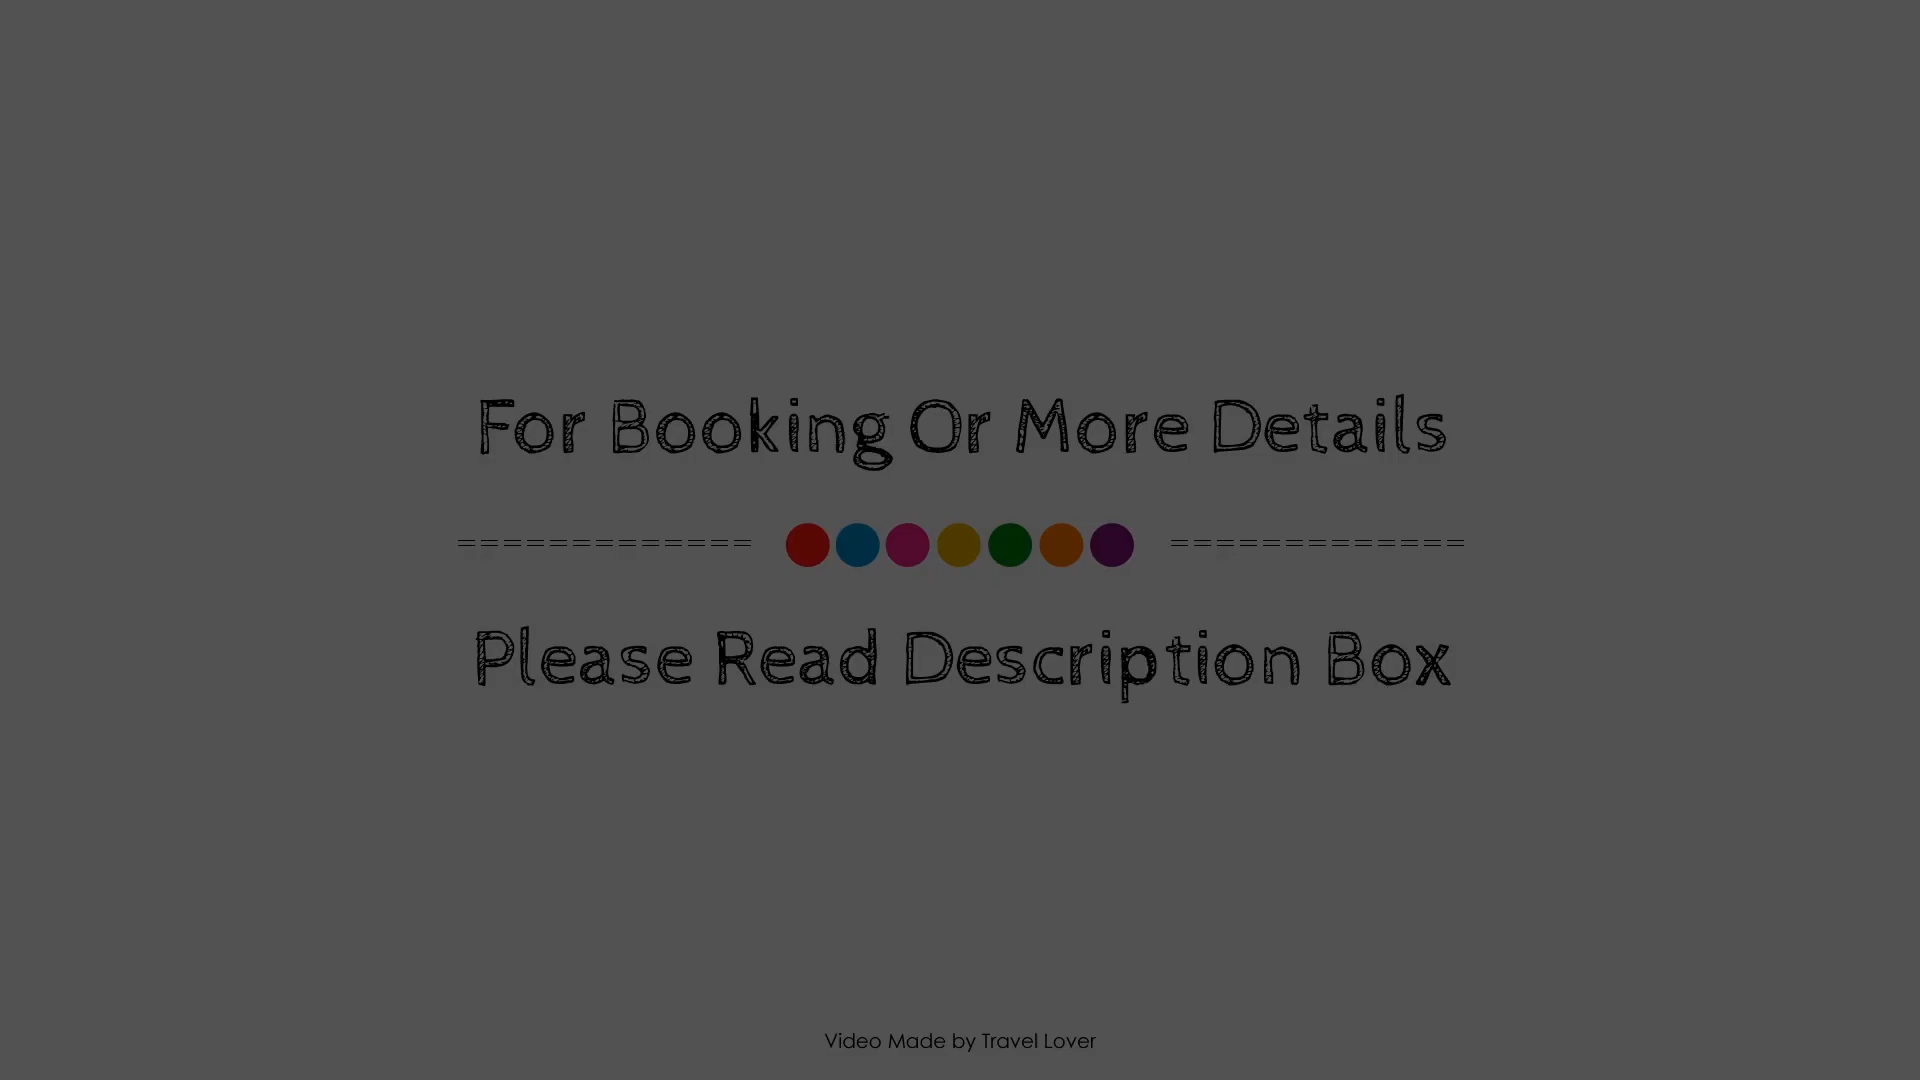 For Booking Or More Details
============= =============
Please Read Description Box
Video Made by Travel Lover